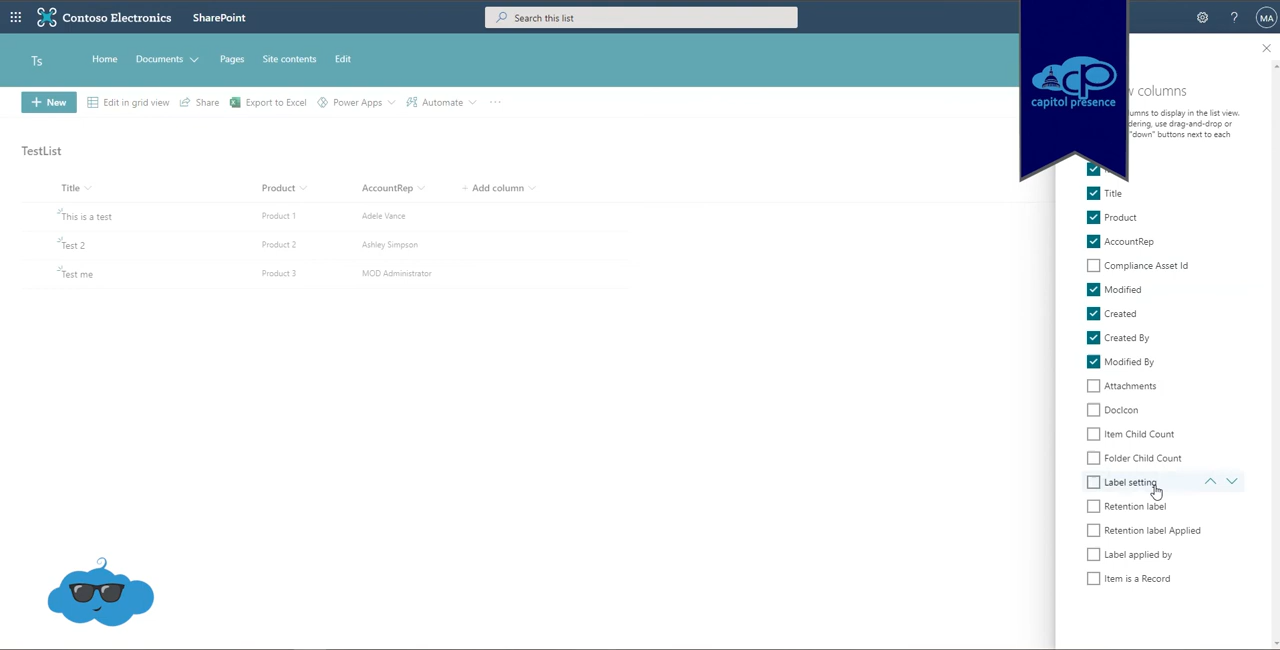 Contoso Electronics
SharePoint
Search this list
MA
Ts
Home
Documents
Pages
Site contents
Edit
New
Edit in grid view
Share
Export to Excel
Power Apps
Automate
TestList
Title
Product
AccountRep
Add column
This is a test
Product 1
Adele Vance
Test 2
Product 2
Ashley Simpson
Test me
Product 3
MOD Administrator
capitol presence
columns
to display in the list view.
use drag-and-drop or
"down" buttons next to each
Title
Product
AccountRep
Compliance Asset Id
Modified
Created
Created By
Modified By
Attachments
DocIcon
Item Child Count
Folder Child Count
Label setting
Retention label
Retention label Applied
Label applied by
Item is a Record